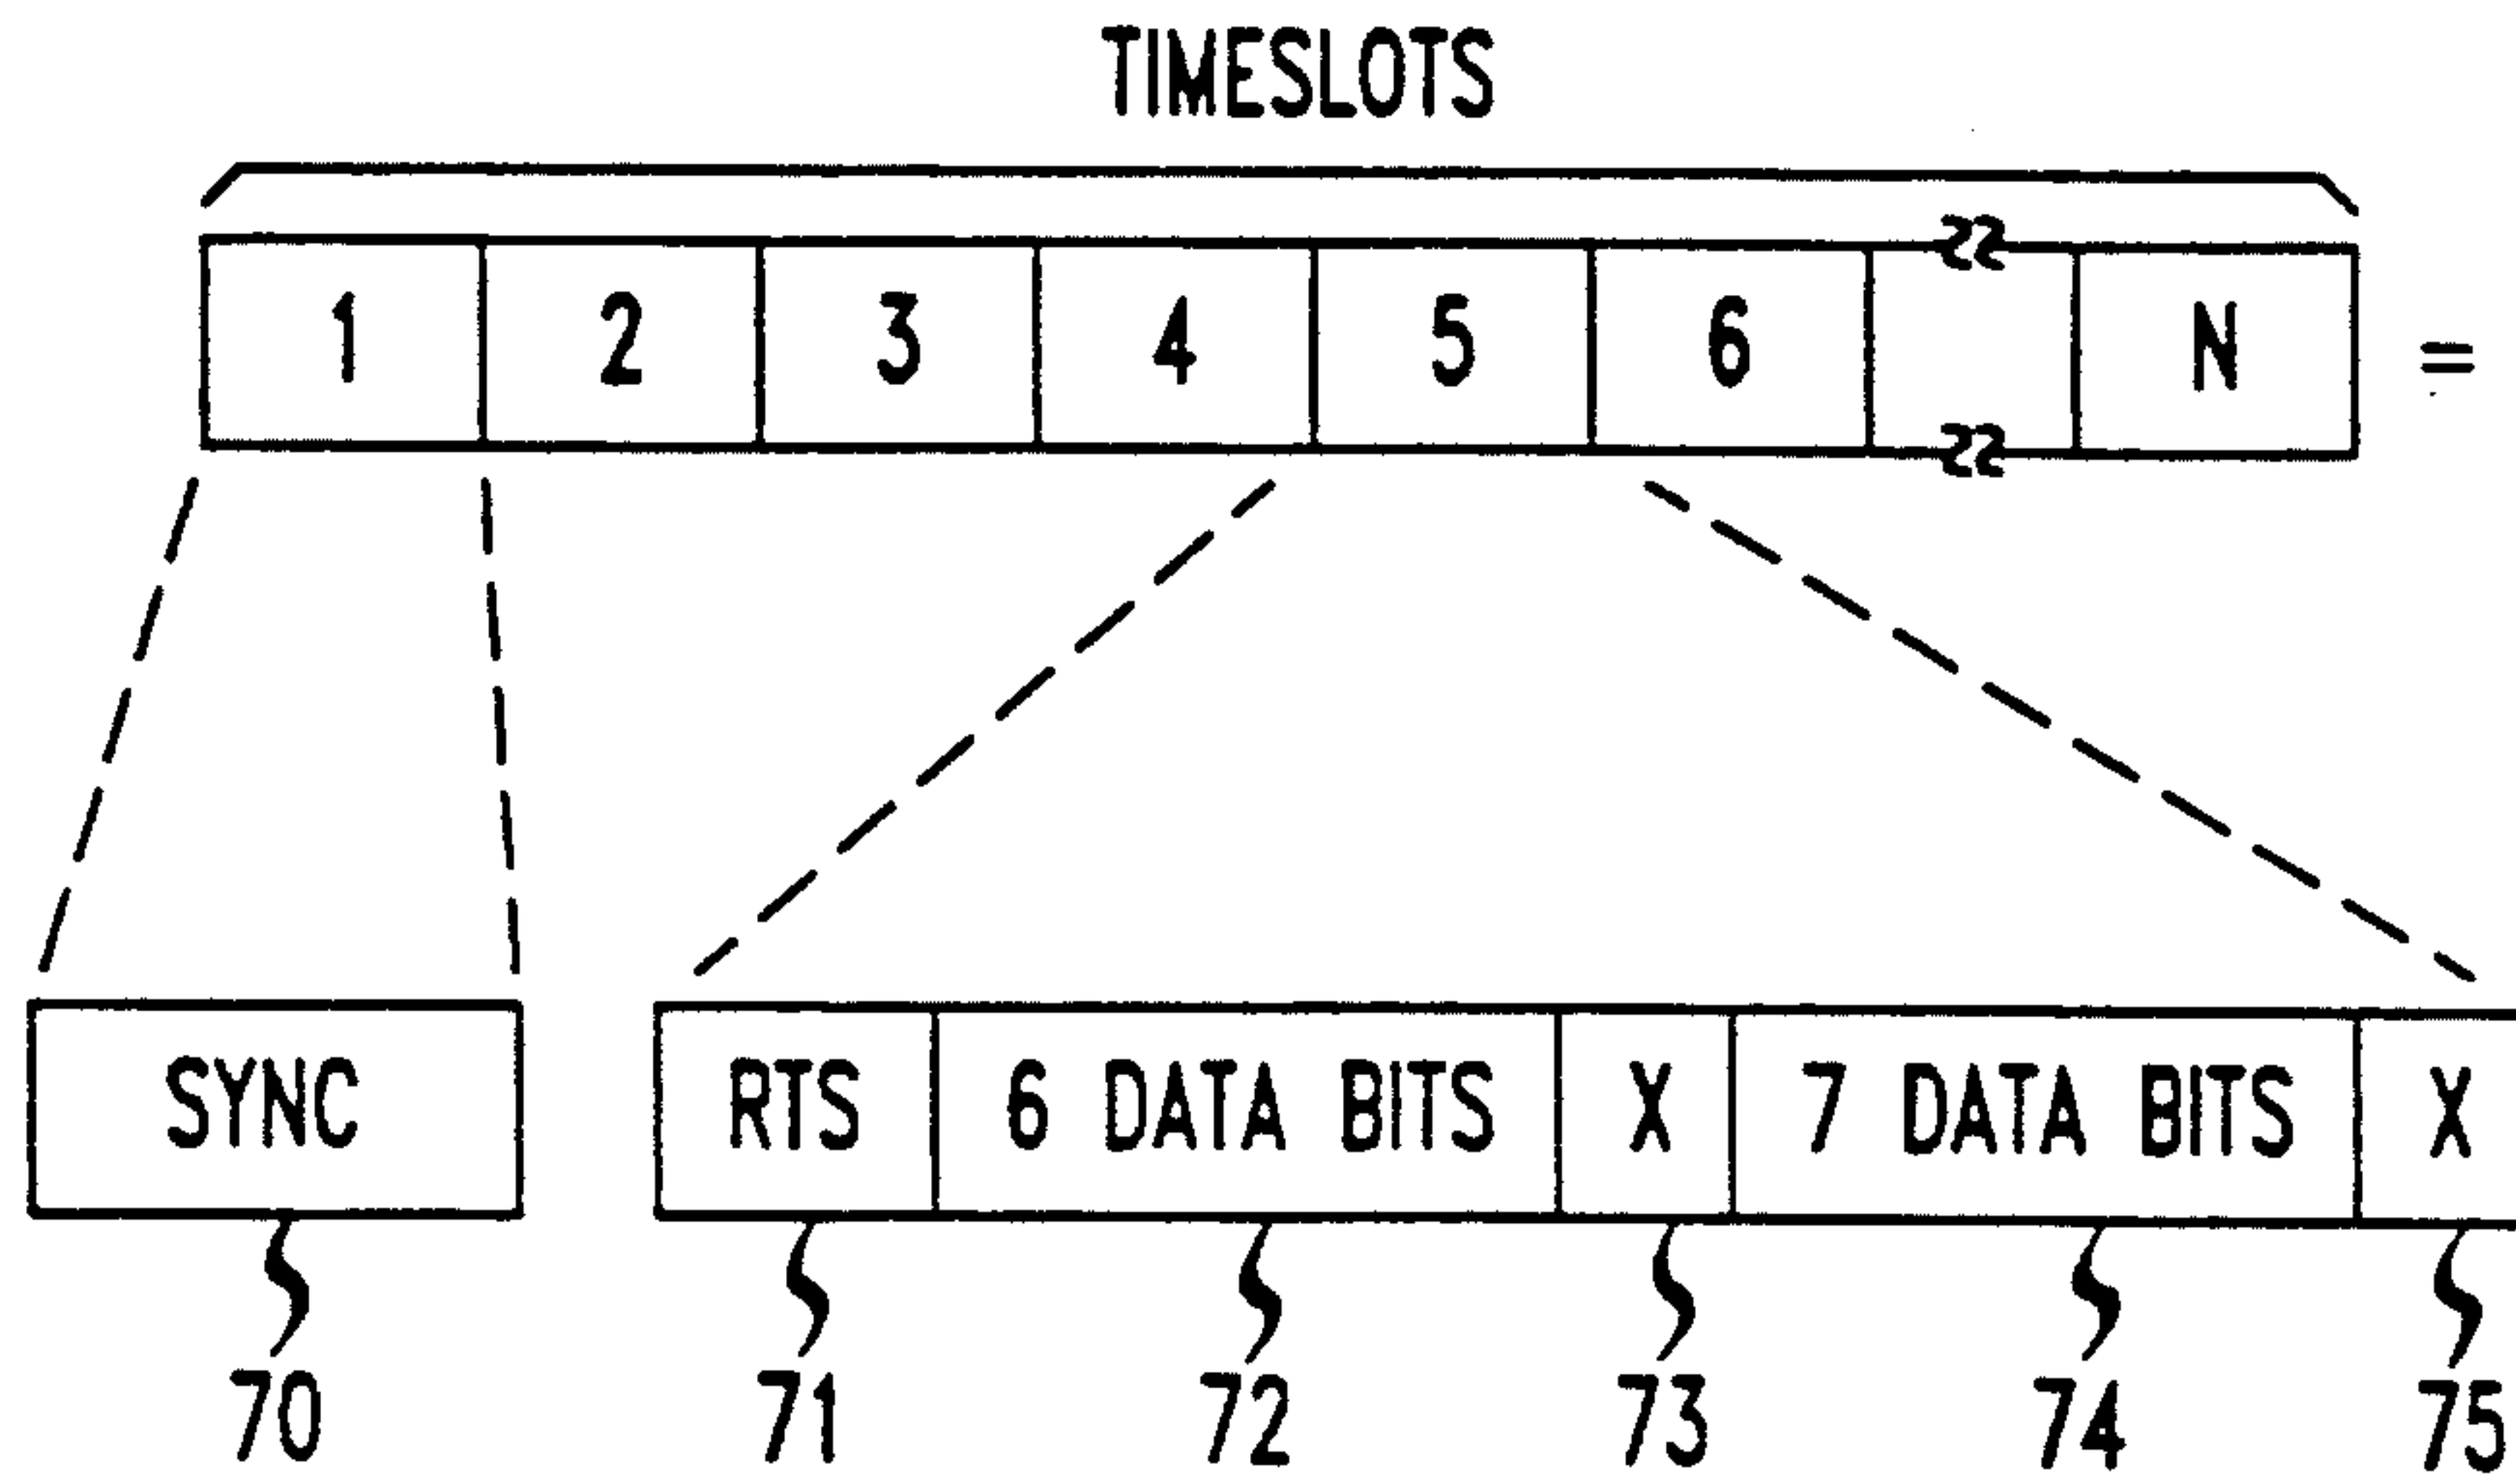 TIMESLOTS
1 2 3 4 5 6 N =
SYNC RTS 6 DATA BITS X 7 DATA BITS X
70 71 72 73 74 75